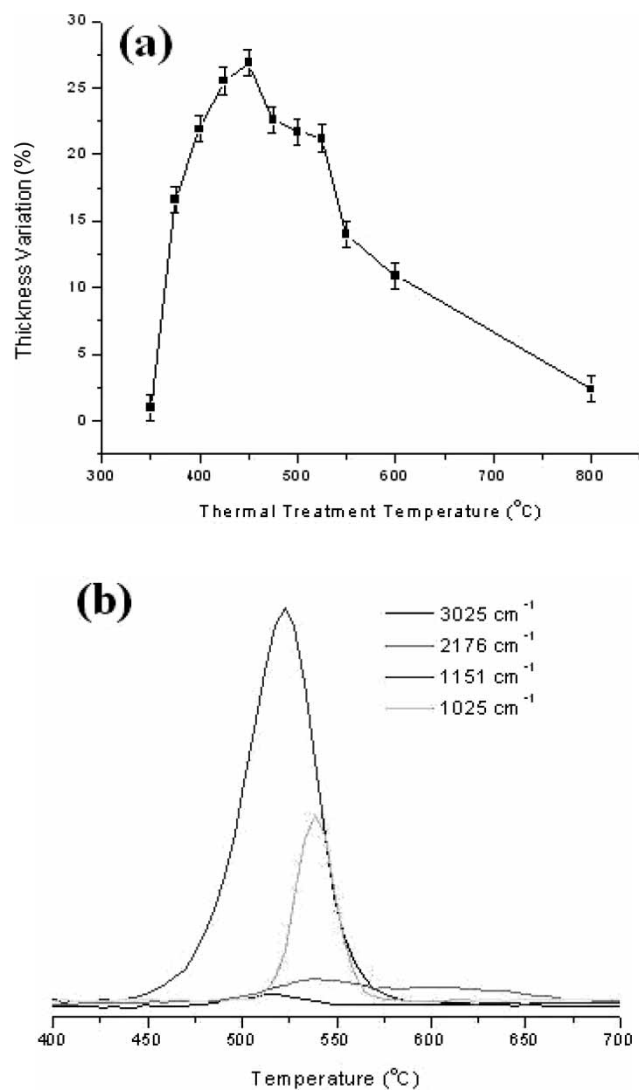 (a)
30
25
20
15
10
5
0
Thickness Variation (%)
300 400 500 600 700 800
Thermal Treatment Temperature (°C)
(b)
3025 cm⁻¹
2176 cm⁻¹
1151 cm⁻¹
1025 cm⁻¹
400 450 500 550 600 650 700
Temperature (°C)